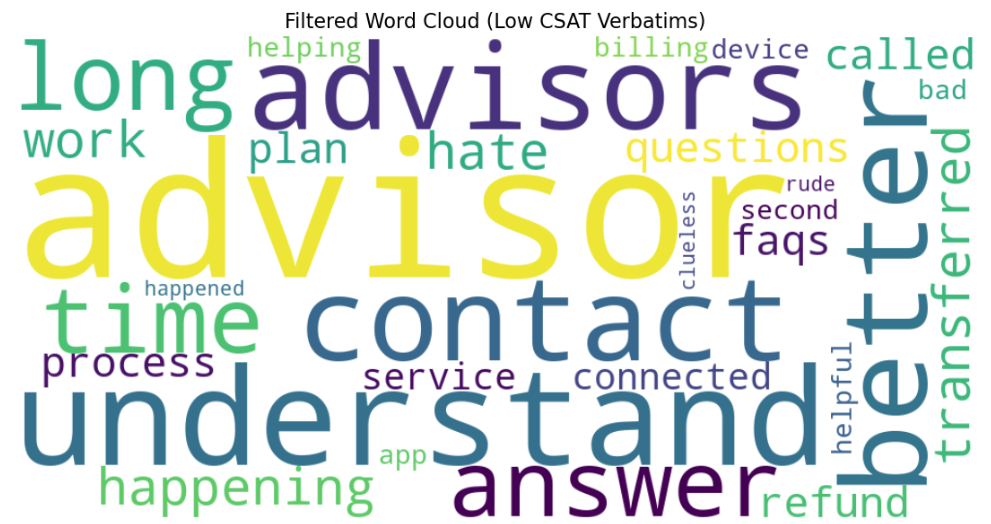 Filtered Word Cloud (Low CSAT Verbatims)
helping
billing
device
called
long
advisors
bad
work
plan
hate
questions
advisor
rude
second
faqs
clueless
better
transferred
happened
time
contact
process
service
connected
helpful
understand
app
happening
answer
refund